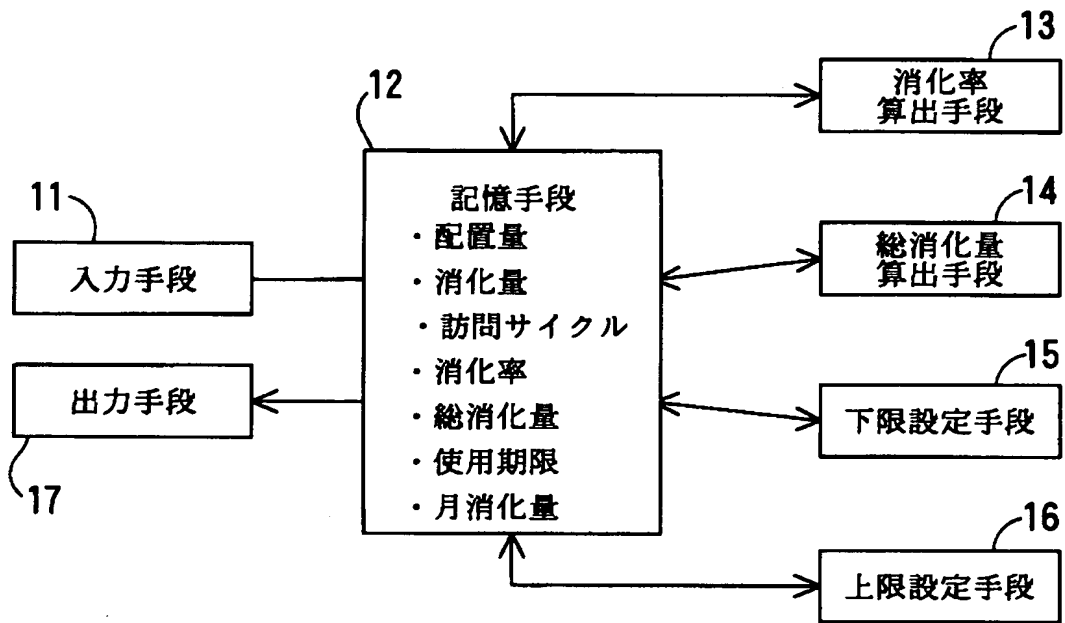 13
消化率
算出手段
12
記憶手段
・配置量
・消化量
・訪問サイクル
・消化率
・総消化量
・使用期限
・月消化量
11
入力手段
14
総消化量
算出手段
15
下限設定手段
出力手段
17
16
上限設定手段